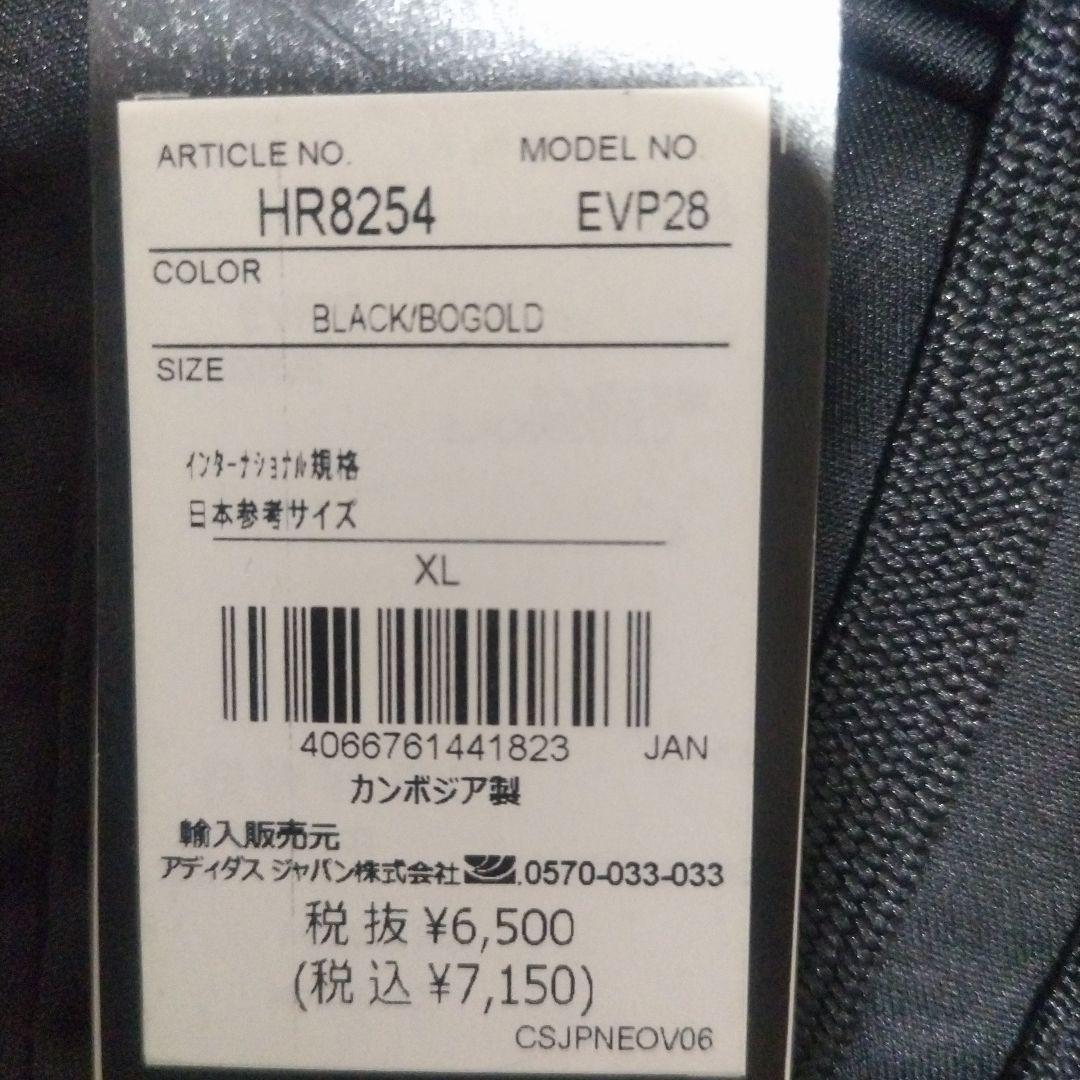 ARTICLE NO. MODEL NO
HR8254 EVP28
COLOR
BLACK/BOGOLD
SIZE
インターナショナル規格
日本参考サイズ
XL
4066761441823 JAN
カンボジア製
輸入販売元
アディダス ジャパン株式会社 .0570-033-033
税抜 ¥6,500
(税込 ¥7,150)
CSJPNEOV06